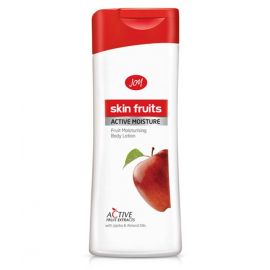 Joy
skin fruits
ACTIVE MOISTURE
Fruit Moisturising
Body Lotion
ACTIVE
FRUIT EXTRACTS
with Jojoba & Almond Oils